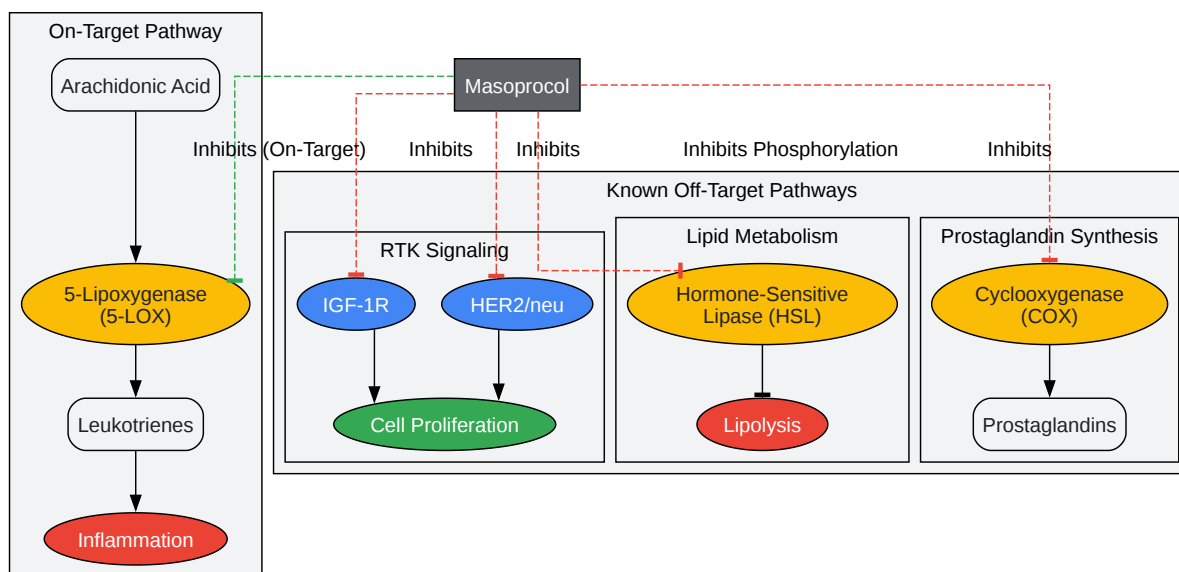 On-Target Pathway
Arachidonic Acid
Masoprocol
Inhibits (On-Target)
Inhibits
Inhibits
Inhibits Phosphorylation
Inhibits
Known Off-Target Pathways
RTK Signaling
Lipid Metabolism
Prostaglandin Synthesis
5-Lipoxygenase
(5-LOX)
IGF-1R
HER2/neu
Hormone-Sensitive
Lipase (HSL)
Cyclooxygenase
(COX)
Leukotrienes
Cell Proliferation
Lipolysis
Prostaglandins
Inflammation